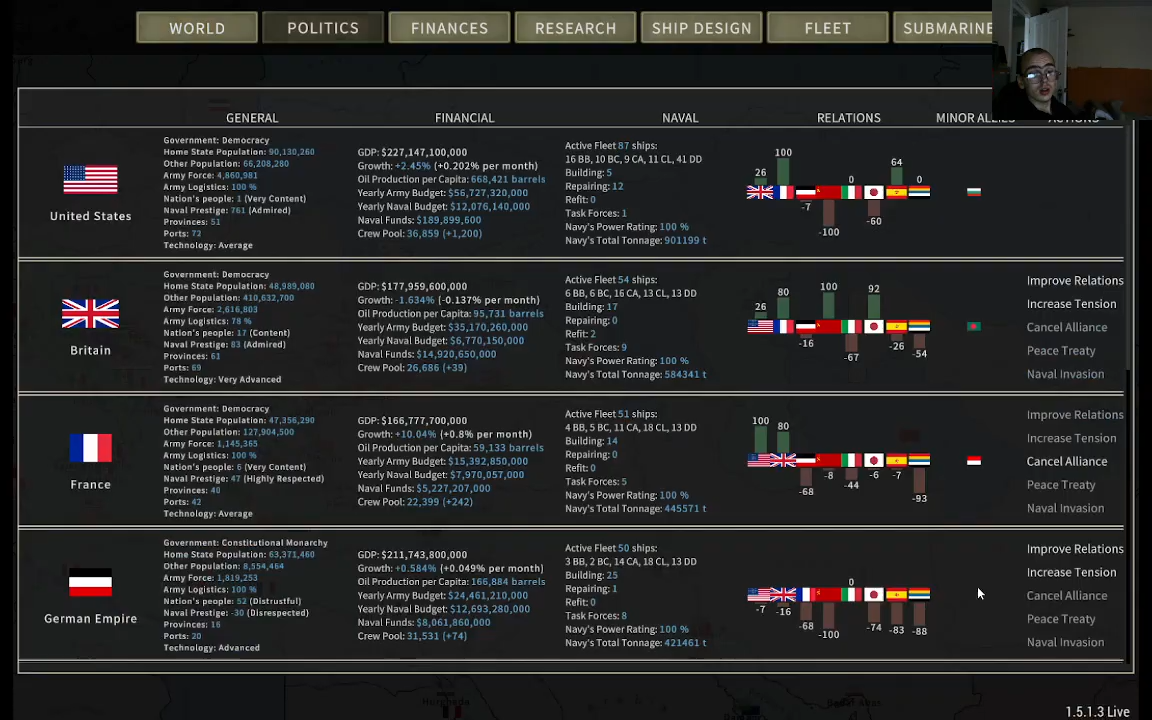 WORLD POLITICS FINANCES RESEARCH SHIP DESIGN FLEET SUBMARINE
GENERAL FINANCIAL NAVAL RELATIONS MINOR ALLIES ACTIONS
United States
Government: Democracy
Home State Population: 90,130,260
Other Population: 66,208,280
Army Force: 4,860,981
Army Logistics: 100 %
Nation's people: 1 (Very Content)
Naval Prestige: 761 (Admired)
Provinces: 51
Ports: 72
Technology: Average
GDP: $227,147,100,000
Growth: +2.45% (+0.202% per month)
Oil Production per Capita: 668,421 barrels
Yearly Army Budget: $56,727,320,000
Yearly Naval Budget: $12,076,140,000
Naval Funds: $189,899,600
Crew Pool: 36,859 (+1,200)
Active Fleet 87 ships:
16 BB, 10 BC, 9 CA, 11 CL, 41 DD
Building: 5
Repairing: 12
Refit: 0
Task Forces: 1
Navy's Power Rating: 100 %
Navy's Total Tonnage: 901199 t
26 100 -7 -100 0 -60 64 0
Britain
Government: Democracy
Home State Population: 48,989,080
Other Population: 410,632,700
Army Force: 2,616,803
Army Logistics: 78 %
Nation's people: 17 (Content)
Naval Prestige: 83 (Admired)
Provinces: 61
Ports: 69
Technology: Very Advanced
GDP: $177,959,600,000
Growth: -1.634% (-0.137% per month)
Oil Production per Capita: 95,731 barrels
Yearly Army Budget: $35,170,260,000
Yearly Naval Budget: $6,770,150,000
Naval Funds: $14,920,650,000
Crew Pool: 26,686 (+39)
Active Fleet 54 ships:
6 BB, 6 BC, 16 CA, 13 CL, 13 DD
Building: 17
Repairing: 0
Refit: 2
Task Forces: 9
Navy's Power Rating: 100 %
Navy's Total Tonnage: 584341 t
26 80 -16 100 -67 92 -26 -54
Improve Relations
Increase Tension
Cancel Alliance
Peace Treaty
Naval Invasion
France
Government: Democracy
Home State Population: 47,356,290
Other Population: 127,904,500
Army Force: 1,145,365
Army Logistics: 100 %
Nation's people: 6 (Very Content)
Naval Prestige: 47 (Highly Respected)
Provinces: 40
Ports: 42
Technology: Average
GDP: $166,777,700,000
Growth: +10.04% (+0.8% per month)
Oil Production per Capita: 59,133 barrels
Yearly Army Budget: $15,392,850,000
Yearly Naval Budget: $7,970,057,000
Naval Funds: $5,227,207,000
Crew Pool: 22,399 (+242)
Active Fleet 51 ships:
4 BB, 5 BC, 11 CA, 18 CL, 13 DD
Building: 14
Repairing: 0
Refit: 0
Task Forces: 5
Navy's Power Rating: 100 %
Navy's Total Tonnage: 445571 t
100 80 -68 -8 -44 -6 -7 -93
Improve Relations
Increase Tension
Cancel Alliance
Peace Treaty
Naval Invasion
German Empire
Government: Constitutional Monarchy
Home State Population: 63,371,460
Other Population: 8,554,464
Army Force: 1,819,253
Army Logistics: 100 %
Nation's people: 52 (Distrustful)
Naval Prestige: -30 (Disrespected)
Provinces: 16
Ports: 20
Technology: Advanced
GDP: $211,743,800,000
Growth: +0.584% (+0.049% per month)
Oil Production per Capita: 166,884 barrels
Yearly Army Budget: $24,461,210,000
Yearly Naval Budget: $12,693,280,000
Naval Funds: $8,061,860,000
Crew Pool: 31,531 (+74)
Active Fleet 50 ships:
3 BB, 2 BC, 14 CA, 18 CL, 13 DD
Building: 25
Repairing: 1
Refit: 0
Task Forces: 8
Navy's Power Rating: 100 %
Navy's Total Tonnage: 421461 t
-7 -16 -68 -100 0 -74 -83 -88
Improve Relations
Increase Tension
Cancel Alliance
Peace Treaty
Naval Invasion
1.5.1.3 Live